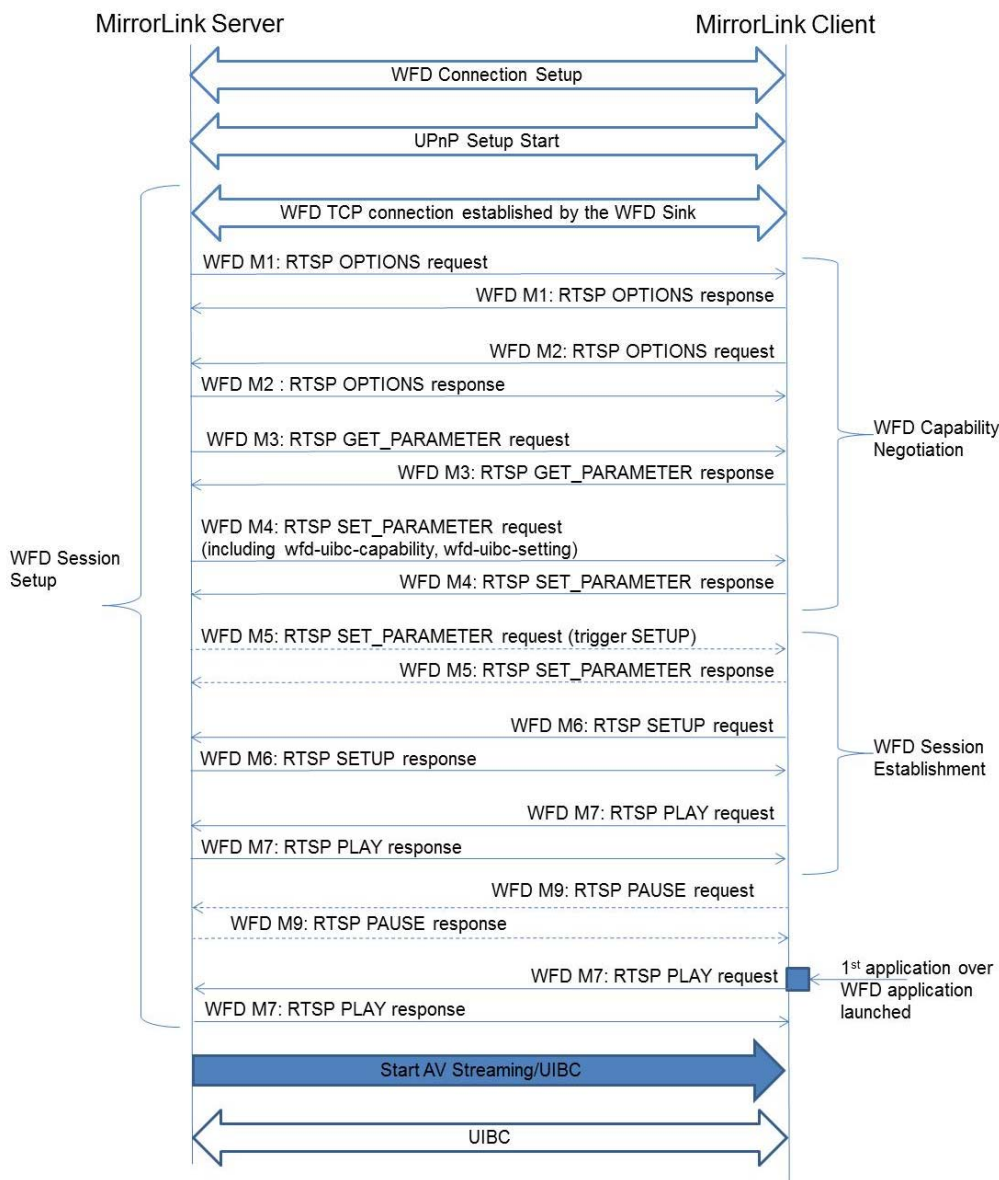 MirrorLink Server
MirrorLink Client
WFD Connection Setup
UPnP Setup Start
WFD TCP connection established by the WFD Sink
WFD M1: RTSP OPTIONS request
WFD M1: RTSP OPTIONS response
WFD M2: RTSP OPTIONS request
WFD M2 : RTSP OPTIONS response
WFD M3: RTSP GET_PARAMETER request
WFD M3: RTSP GET_PARAMETER response
WFD Capability
Negotiation
WFD M4: RTSP SET_PARAMETER request
(including wfd-uibc-capability, wfd-uibc-setting)
WFD M4: RTSP SET_PARAMETER response
WFD Session
Setup
WFD M5: RTSP SET_PARAMETER request (trigger SETUP)
WFD M5: RTSP SET_PARAMETER response
WFD M6: RTSP SETUP request
WFD M6: RTSP SETUP response
WFD Session
Establishment
WFD M7: RTSP PLAY request
WFD M7: RTSP PLAY response
WFD M9: RTSP PAUSE request
WFD M9: RTSP PAUSE response
WFD M7: RTSP PLAY request
1st application over
WFD application
launched
WFD M7: RTSP PLAY response
Start AV Streaming/UIBC
UIBC